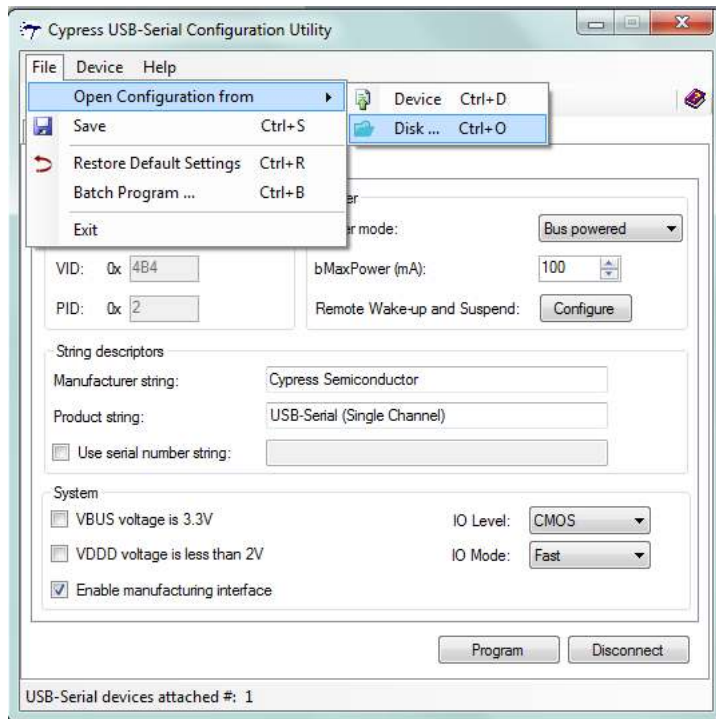 Cypress USB-Serial Configuration Utility
File Device Help
Open Configuration from
Device Ctrl+D
Save Ctrl+S
Disk ... Ctrl+O
Restore Default Settings Ctrl+R
Batch Program ... Ctrl+B
Exit
mode: Bus powered
VID: 0x 4B4
bMaxPower (mA): 100
PID: 0x 2
Remote Wake-up and Suspend: Configure
String descriptors
Manufacturer string: Cypress Semiconductor
Product string: USB-Serial (Single Channel)
Use serial number string:
System
VBUS voltage is 3.3V
IO Level: CMOS
VDDD voltage is less than 2V
IO Mode: Fast
Enable manufacturing interface
Program Disconnect
USB-Serial devices attached #: 1